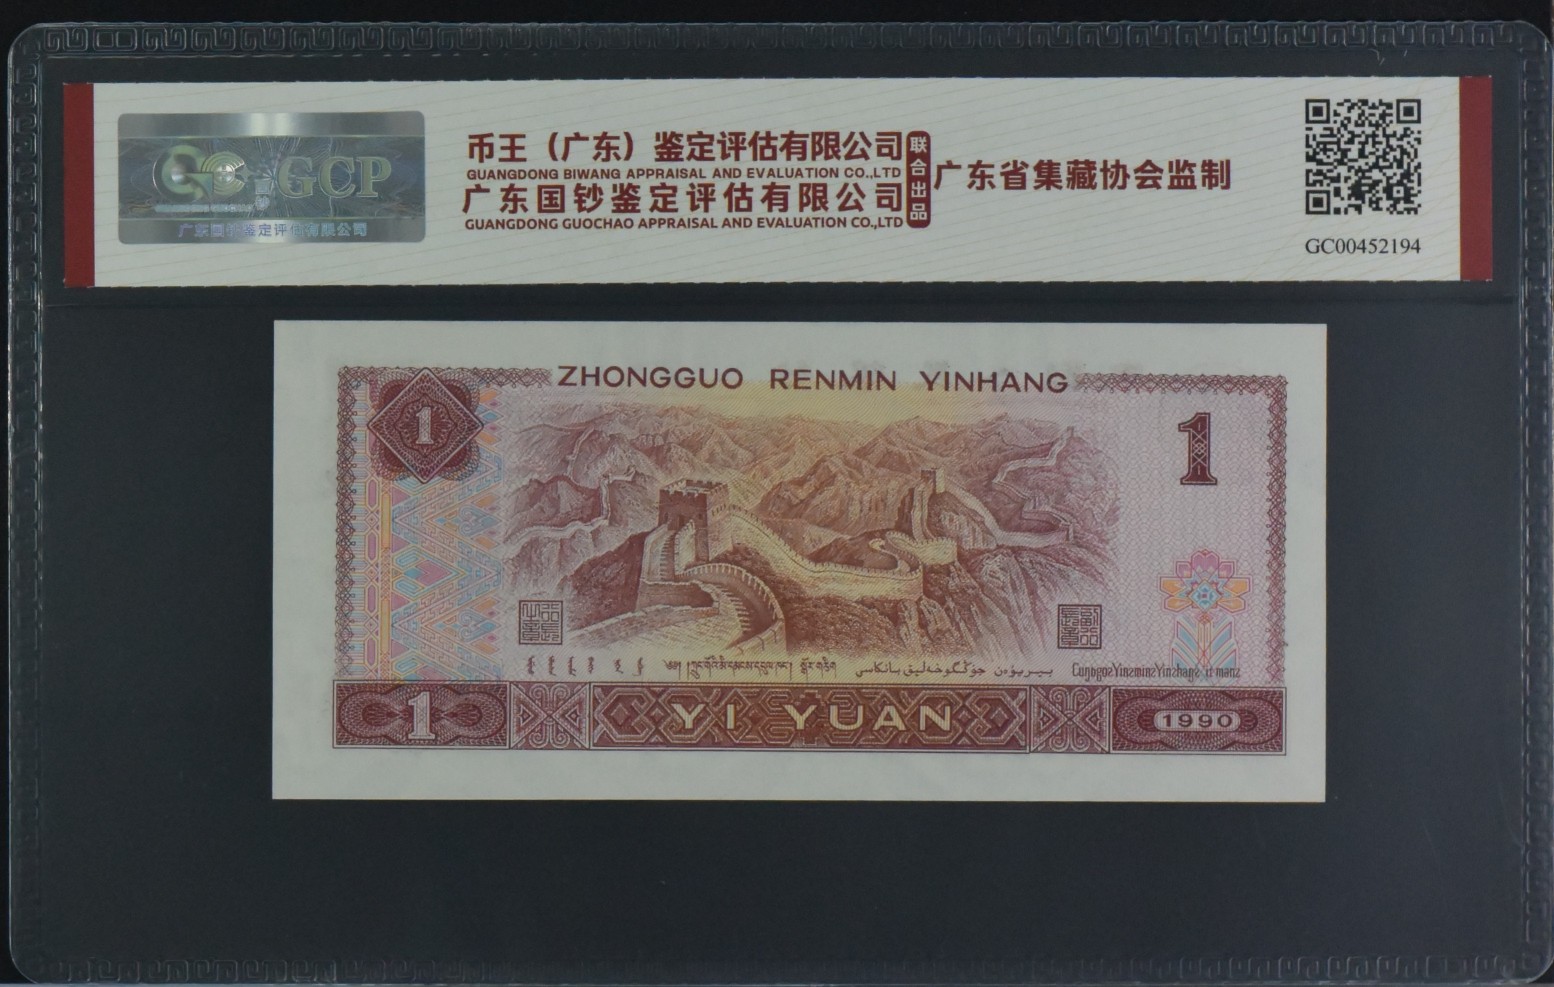 GCP
广东国钞鉴定评估有限公司
币王（广东）鉴定评估有限公司
GUANGDONG BIWANG APPRAISAL AND EVALUATION CO.,LTD
广东国钞鉴定评估有限公司
GUANGDONG GUOCHAO APPRAISAL AND EVALUATION CO.,LTD
联合出品
广东省集藏协会监制
GC00452194
ZHONGGUO RENMIN YINHANG
1
1
1
YI YUAN
1990